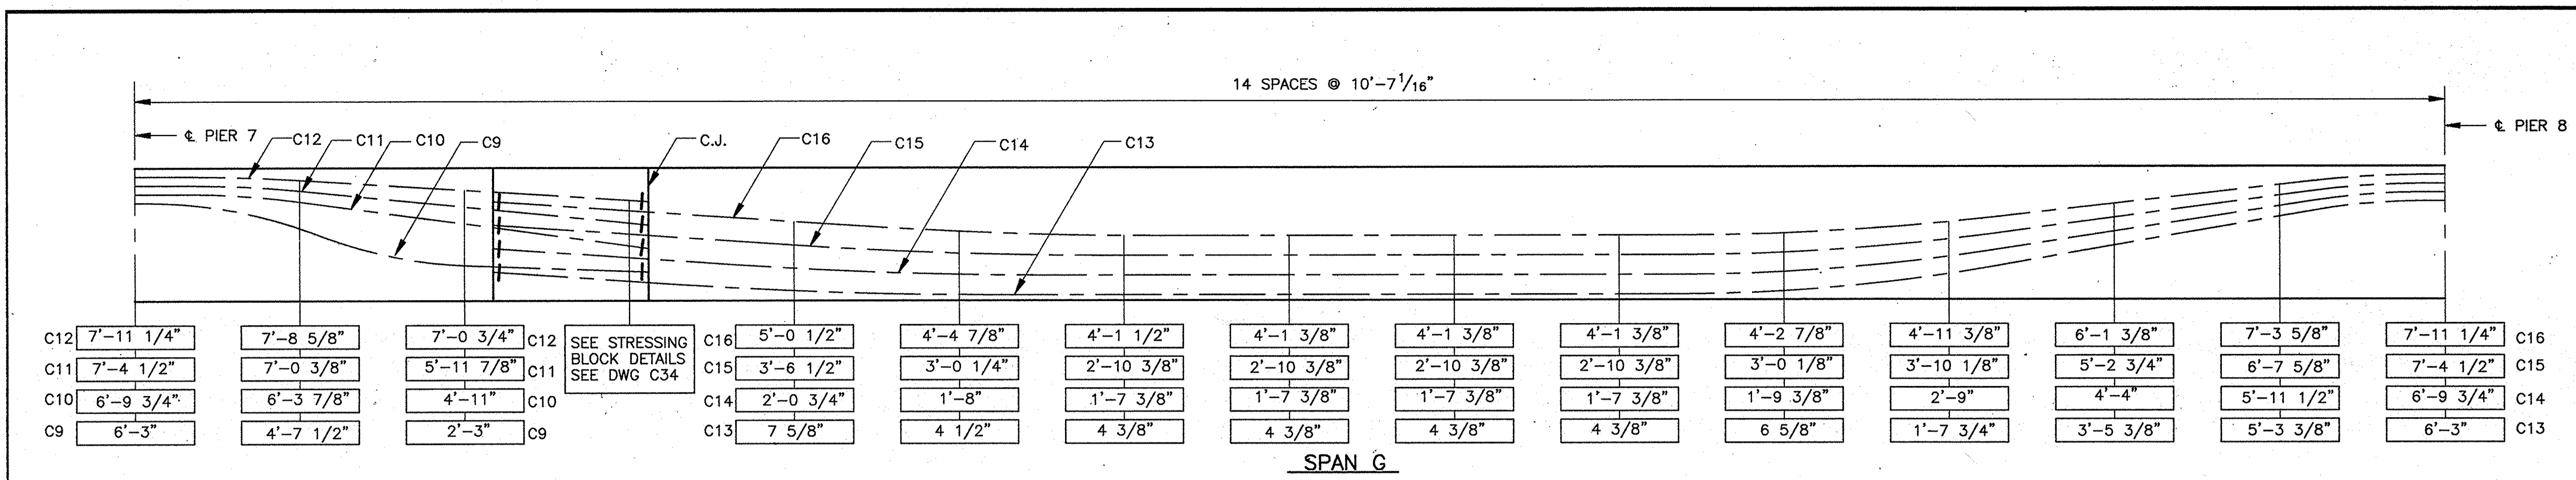 14 SPACES @ 10'-7 1/16"
℄ PIER 7
C12
C11
C10
C9
C.J.
C16
C15
C14
C13
℄ PIER 8
C12 7'-11 1/4" 7'-8 5/8" 7'-0 3/4" C12 SEE STRESSING C16 5'-0 1/2" 4'-4 7/8" 4'-1 1/2" 4'-1 3/8" 4'-1 3/8" 4'-1 3/8" 4'-2 7/8" 4'-11 3/8" 6'-1 3/8" 7'-3 5/8" 7'-11 1/4" C16
BLOCK DETAILS
C11 7'-4 1/2" 7'-0 3/8" 5'-11 7/8" C11 SEE DWG C34 C15 3'-6 1/2" 3'-0 1/4" 2'-10 3/8" 2'-10 3/8" 2'-10 3/8" 2'-10 3/8" 3'-0 1/8" 3'-10 1/8" 5'-2 3/4" 6'-7 5/8" 7'-4 1/2" C15
C10 6'-9 3/4" 6'-3 7/8" 4'-11" C10 C14 2'-0 3/4" 1'-8" 1'-7 3/8" 1'-7 3/8" 1'-7 3/8" 1'-7 3/8" 1'-9 3/8" 2'-9" 4'-4" 5'-11 1/2" 6'-9 3/4" C14
C9 6'-3" 4'-7 1/2" 2'-3" C9 C13 7 5/8" 4 1/2" 4 3/8" 4 3/8" 4 3/8" 4 3/8" 6 5/8" 1'-7 3/4" 3'-5 3/8" 5'-3 3/8" 6'-3" C13
SPAN G